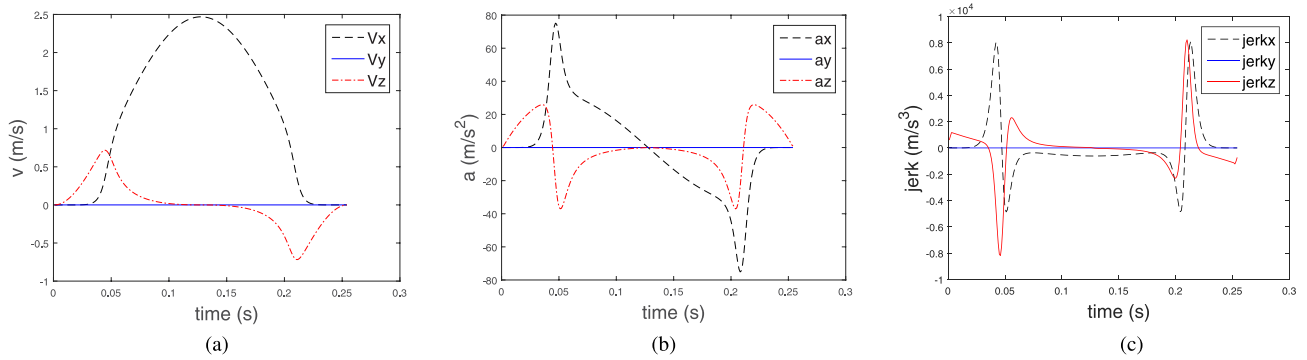 2.5
2
1.5
1
0.5
0
-0.5
-1
0
0.05
0.1
0.15
0.2
0.25
0.3
v (m/s)
time (s)
Vx
Vy
Vz
(a)
80
60
40
20
0
-20
-40
-60
-80
0
0.05
0.1
0.15
0.2
0.25
0.3
a (m/s²)
time (s)
ax
ay
az
(b)
×10⁴
1
0.8
0.6
0.4
0.2
0
-0.2
-0.4
-0.6
-0.8
-1
0
0.05
0.1
0.15
0.2
0.25
0.3
jerk (m/s³)
time (s)
jerkx
jerky
jerkz
(c)